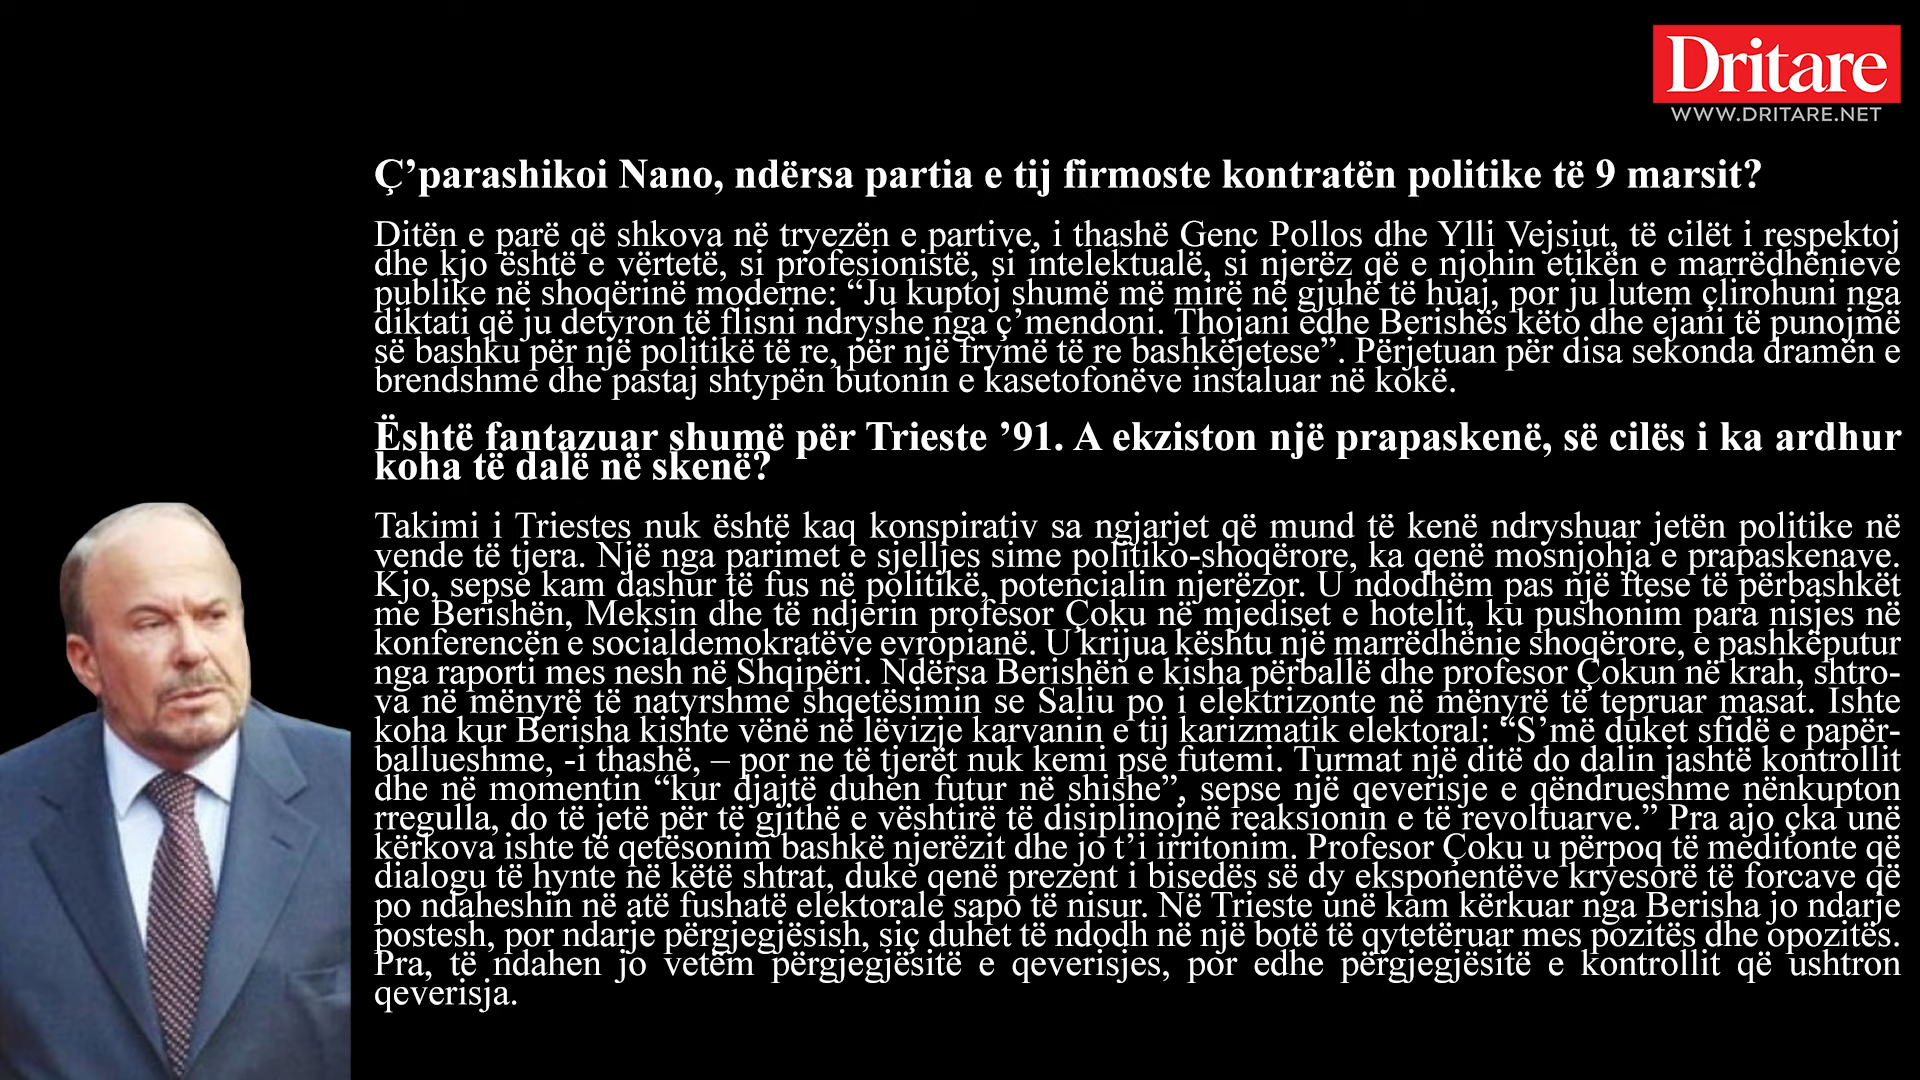 Dritare
WWW.DRITARE.NET
Ç’parashikoi Nano, ndërsa partia e tij firmoste kontratën politike të 9 marsit?
Ditën e parë që shkova në tryezën e partive, i thashë Genc Pollos dhe Ylli Vejsiut, të cilët i respektoj
dhe kjo është e vërtetë, si profesionistë, si intelektualë, si njerëz që e njohin etikën e marrëdhënieve
publike në shoqërinë moderne: “Ju kuptoj shumë më mirë në gjuhë të huaj, por ju lutem çlirohuni nga
diktati që ju detyron të flisni ndryshe nga ç’mendoni. Thojani edhe Berishës këto dhe ejani të punojmë
së bashku për një politikë të re, për një frymë të re bashkëjetese”. Përjetuan për disa sekonda dramën e
brendshme dhe pastaj shtypën butonin e kasetofonëve instaluar në kokë.
Është fantazuar shumë për Trieste ’91. A ekziston një prapaskenë, së cilës i ka ardhur
koha të dalë në skenë?
Takimi i Triestes nuk është kaq konspirativ sa ngjarjet që mund të kenë ndryshuar jetën politike në
vende të tjera. Një nga parimet e sjelljes sime politiko-shoqërore, ka qenë mosnjohja e prapaskenave.
Kjo, sepse kam dashur të fus në politikë, potencialin njerëzor. U ndodhëm pas një ftese të përbashkët
me Berishën, Meksin dhe të ndjerin profesor Çoku në mjediset e hotelit, ku pushonim para nisjes në
konferencën e socialdemokratëve evropianë. U krijua kështu një marrëdhënie shoqërore, e pashkëputur
nga raporti mes nesh në Shqipëri. Ndërsa Berishën e kisha përballë dhe profesor Çokun në krah, shtro-
va në mënyrë të natyrshme shqetësimin se Saliu po i elektrizonte në mënyrë të tepruar masat. Ishte
koha kur Berisha kishte vënë në lëvizje karvanin e tij karizmatik elektoral: “S’më duket sfidë e papër-
ballueshme, -i thashë, – por ne të tjerët nuk kemi pse futemi. Turmat një ditë do dalin jashtë kontrollit
dhe në momentin “kur djajtë duhen futur në shishe”, sepse një qeverisje e qëndrueshme nënkupton
rregulla, do të jetë për të gjithë e vështirë të disiplinojnë reaksionin e të revoltuarve.” Pra ajo çka unë
kërkova ishte të qetësonim bashkë njerëzit dhe jo t’i irritonim. Profesor Çoku u përpoq të meditonte që
dialogu të hynte në këtë shtrat, duke qenë prezent i bisedës së dy eksponentëve kryesorë të forcave që
po ndaheshin në atë fushatë elektorale sapo të nisur. Në Trieste unë kam kërkuar nga Berisha jo ndarje
postesh, por ndarje përgjegjësish, siç duhet të ndodh në një botë të qytetëruar mes pozitës dhe opozitës.
Pra, të ndahen jo vetëm përgjegjësitë e qeverisjes, por edhe përgjegjësitë e kontrollit që ushtron
qeverisja.